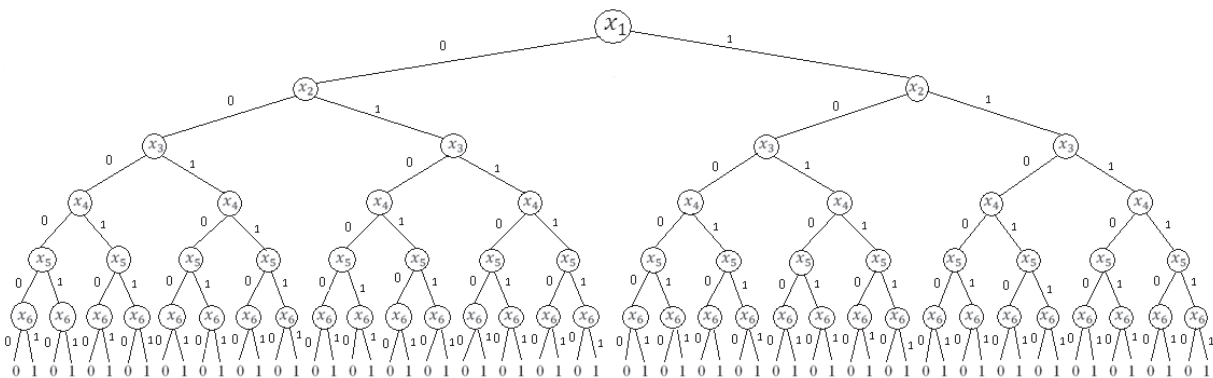 x₁
0 1
x₂ x₂
0 1 0 1
x₃ x₃ x₃ x₃
0 1 0 1 0 1 0 1
x₄ x₄ x₄ x₄ x₄ x₄ x₄ x₄
0 1 0 1 0 1 0 1 0 1 0 1 0 1 0 1
x₅ x₅ x₅ x₅ x₅ x₅ x₅ x₅ x₅ x₅ x₅ x₅ x₅ x₅ x₅ x₅
0 1 0 1 0 1 0 1 0 1 0 1 0 1 0 1 0 1 0 1 0 1 0 1 0 1 0 1 0 1 0 1
x₆ x₆ x₆ x₆ x₆ x₆ x₆ x₆ x₆ x₆ x₆ x₆ x₆ x₆ x₆ x₆ x₆ x₆ x₆ x₆ x₆ x₆ x₆ x₆ x₆ x₆ x₆ x₆ x₆ x₆ x₆ x₆
0 1 0 1 0 1 0 1 0 1 0 1 0 1 0 1 0 1 0 1 0 1 0 1 0 1 0 1 0 1 0 1 0 1 0 1 0 1 0 1 0 1 0 1 0 1 0 1 0 1 0 1 0 1 0 1 0 1 0 1 0 1 0 1
0 1 0 1 0 1 0 1 0 1 0 1 0 1 0 1 0 1 0 1 0 1 0 1 0 1 0 1 0 1 0 1 0 1 0 1 0 1 0 1 0 1 0 1 0 1 0 1 0 1 0 1 0 1 0 1 0 1 0 1 0 1 0 1